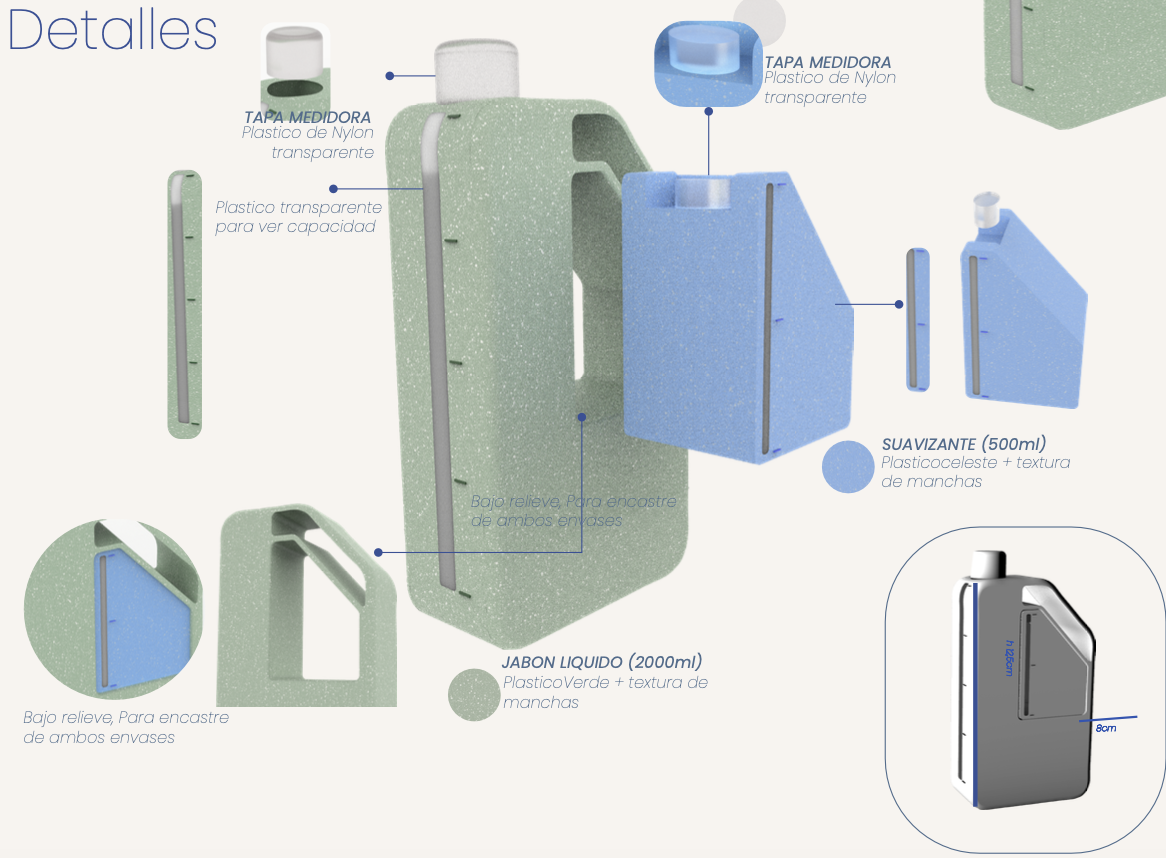 Detalles
TAPA MEDIDORA
Plastico de Nylon
transparente
TAPA MEDIDORA
Plastico de Nylon
transparente
Plastico transparente
para ver capacidad
SUAVIZANTE (500ml)
Plasticoceleste + textura
de manchas
Bajo relieve, Para encastre
de ambos envases
JABON LIQUIDO (2000ml)
PlasticoVerde + textura de
manchas
Bajo relieve, Para encastre
de ambos envases
8cm